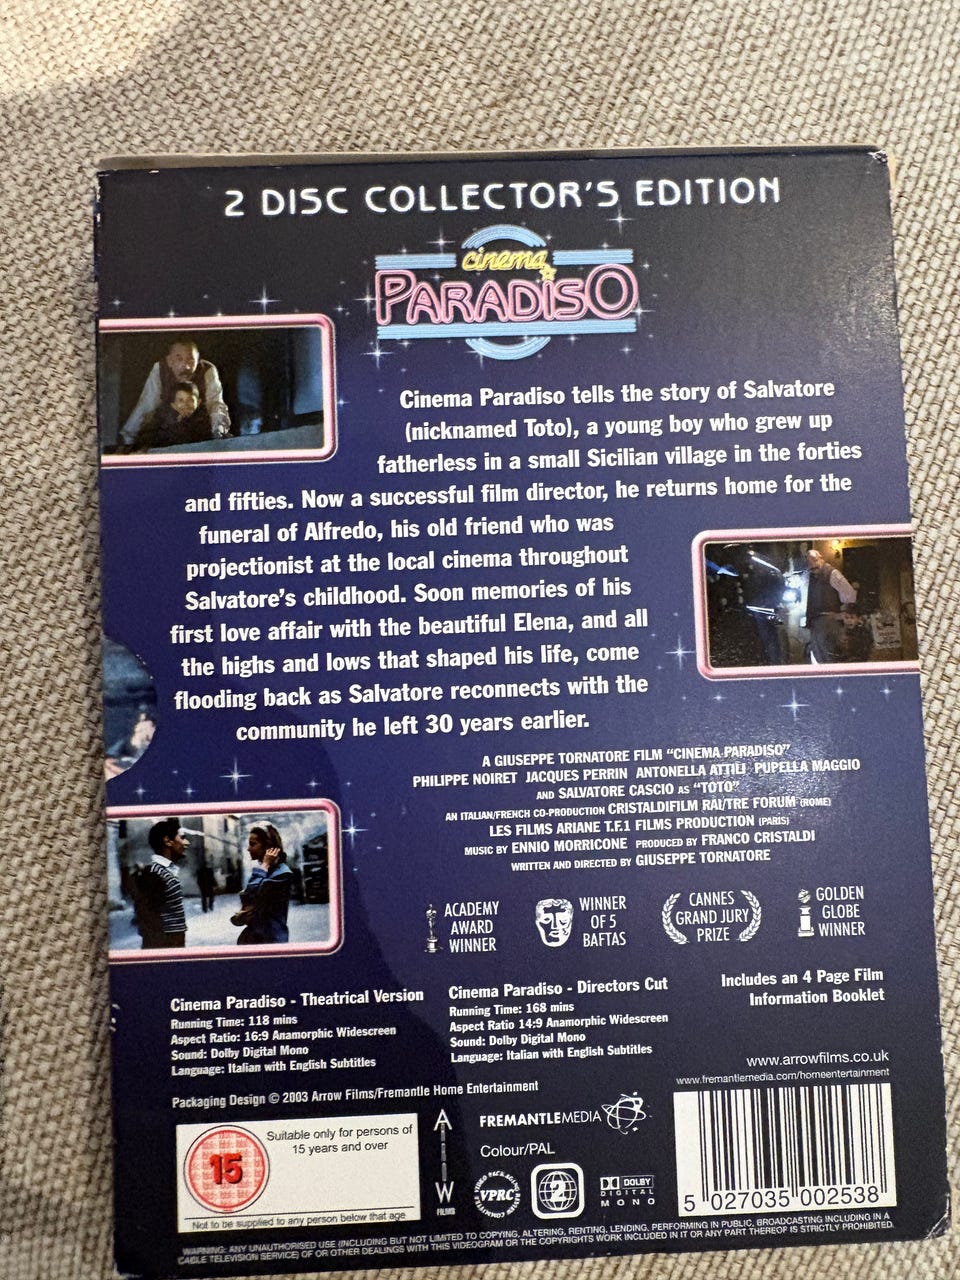 2 DISC COLLECTOR'S EDITION
cinema
PARADISO
Cinema Paradiso tells the story of Salvatore
(nicknamed Toto), a young boy who grew up
fatherless in a small Sicilian village in the forties
and fifties. Now a successful film director, he returns home for the
funeral of Alfredo, his old friend who was
projectionist at the local cinema throughout
Salvatore's childhood. Soon memories of his
first love affair with the beautiful Elena, and all
the highs and lows that shaped his life, come
flooding back as Salvatore reconnects with the
community he left 30 years earlier.
A GIUSEPPE TORNATORE FILM "CINEMA PARADISO"
PHILIPPE NOIRET JACQUES PERRIN ANTONELLA ATTILI PUPELLA MAGGIO
AND SALVATORE CASCIO AS "TOTO"
AN ITALIAN/FRENCH CO-PRODUCTION CRISTALDIFILM RAI/TRE FORUM (ROME)
LES FILMS ARIANE T.F.1 FILMS PRODUCTION (PARIS)
MUSIC BY ENNIO MORRICONE PRODUCED BY FRANCO CRISTALDI
WRITTEN AND DIRECTED BY GIUSEPPE TORNATORE
ACADEMY
AWARD
WINNER
WINNER
OF 5
BAFTAS
CANNES
GRAND JURY
PRIZE
GOLDEN
GLOBE
WINNER
Cinema Paradiso - Theatrical Version
Running Time: 118 mins
Aspect Ratio: 16:9 Anamorphic Widescreen
Sound: Dolby Digital Mono
Language: Italian with English Subtitles
Cinema Paradiso - Directors Cut
Running Time: 168 mins
Aspect Ratio 14:9 Anamorphic Widescreen
Sound: Dolby Digital Mono
Language: Italian with English Subtitles
Includes an 4 Page Film
Information Booklet
www.arrowfilms.co.uk
www.fremantlemedia.com/homeentertainment
Packaging Design © 2003 Arrow Films/Fremantle Home Entertainment
15
Suitable only for persons of
15 years and over
Not to be supplied to any person below that age
ARROW
FILMS
FREMANTLEMEDIA
Colour/PAL
VPRC
2
DOLBY
DIGITAL
MONO
5 027035 002538
WARNING: ANY UNAUTHORISED USE (INCLUDING BUT NOT LIMITED TO COPYING, ALTERING, RENTING, LENDING, PERFORMING IN PUBLIC, BROADCASTING INCLUDING IN A
CABLE TELEVISION SERVICE) OF OR OTHER DEALINGS WITH THIS VIDEOGRAM OR THE COPYRIGHTS WORK INCLUDED IN IT OR ANY PART THEREOF IS STRICTLY PROHIBITED.